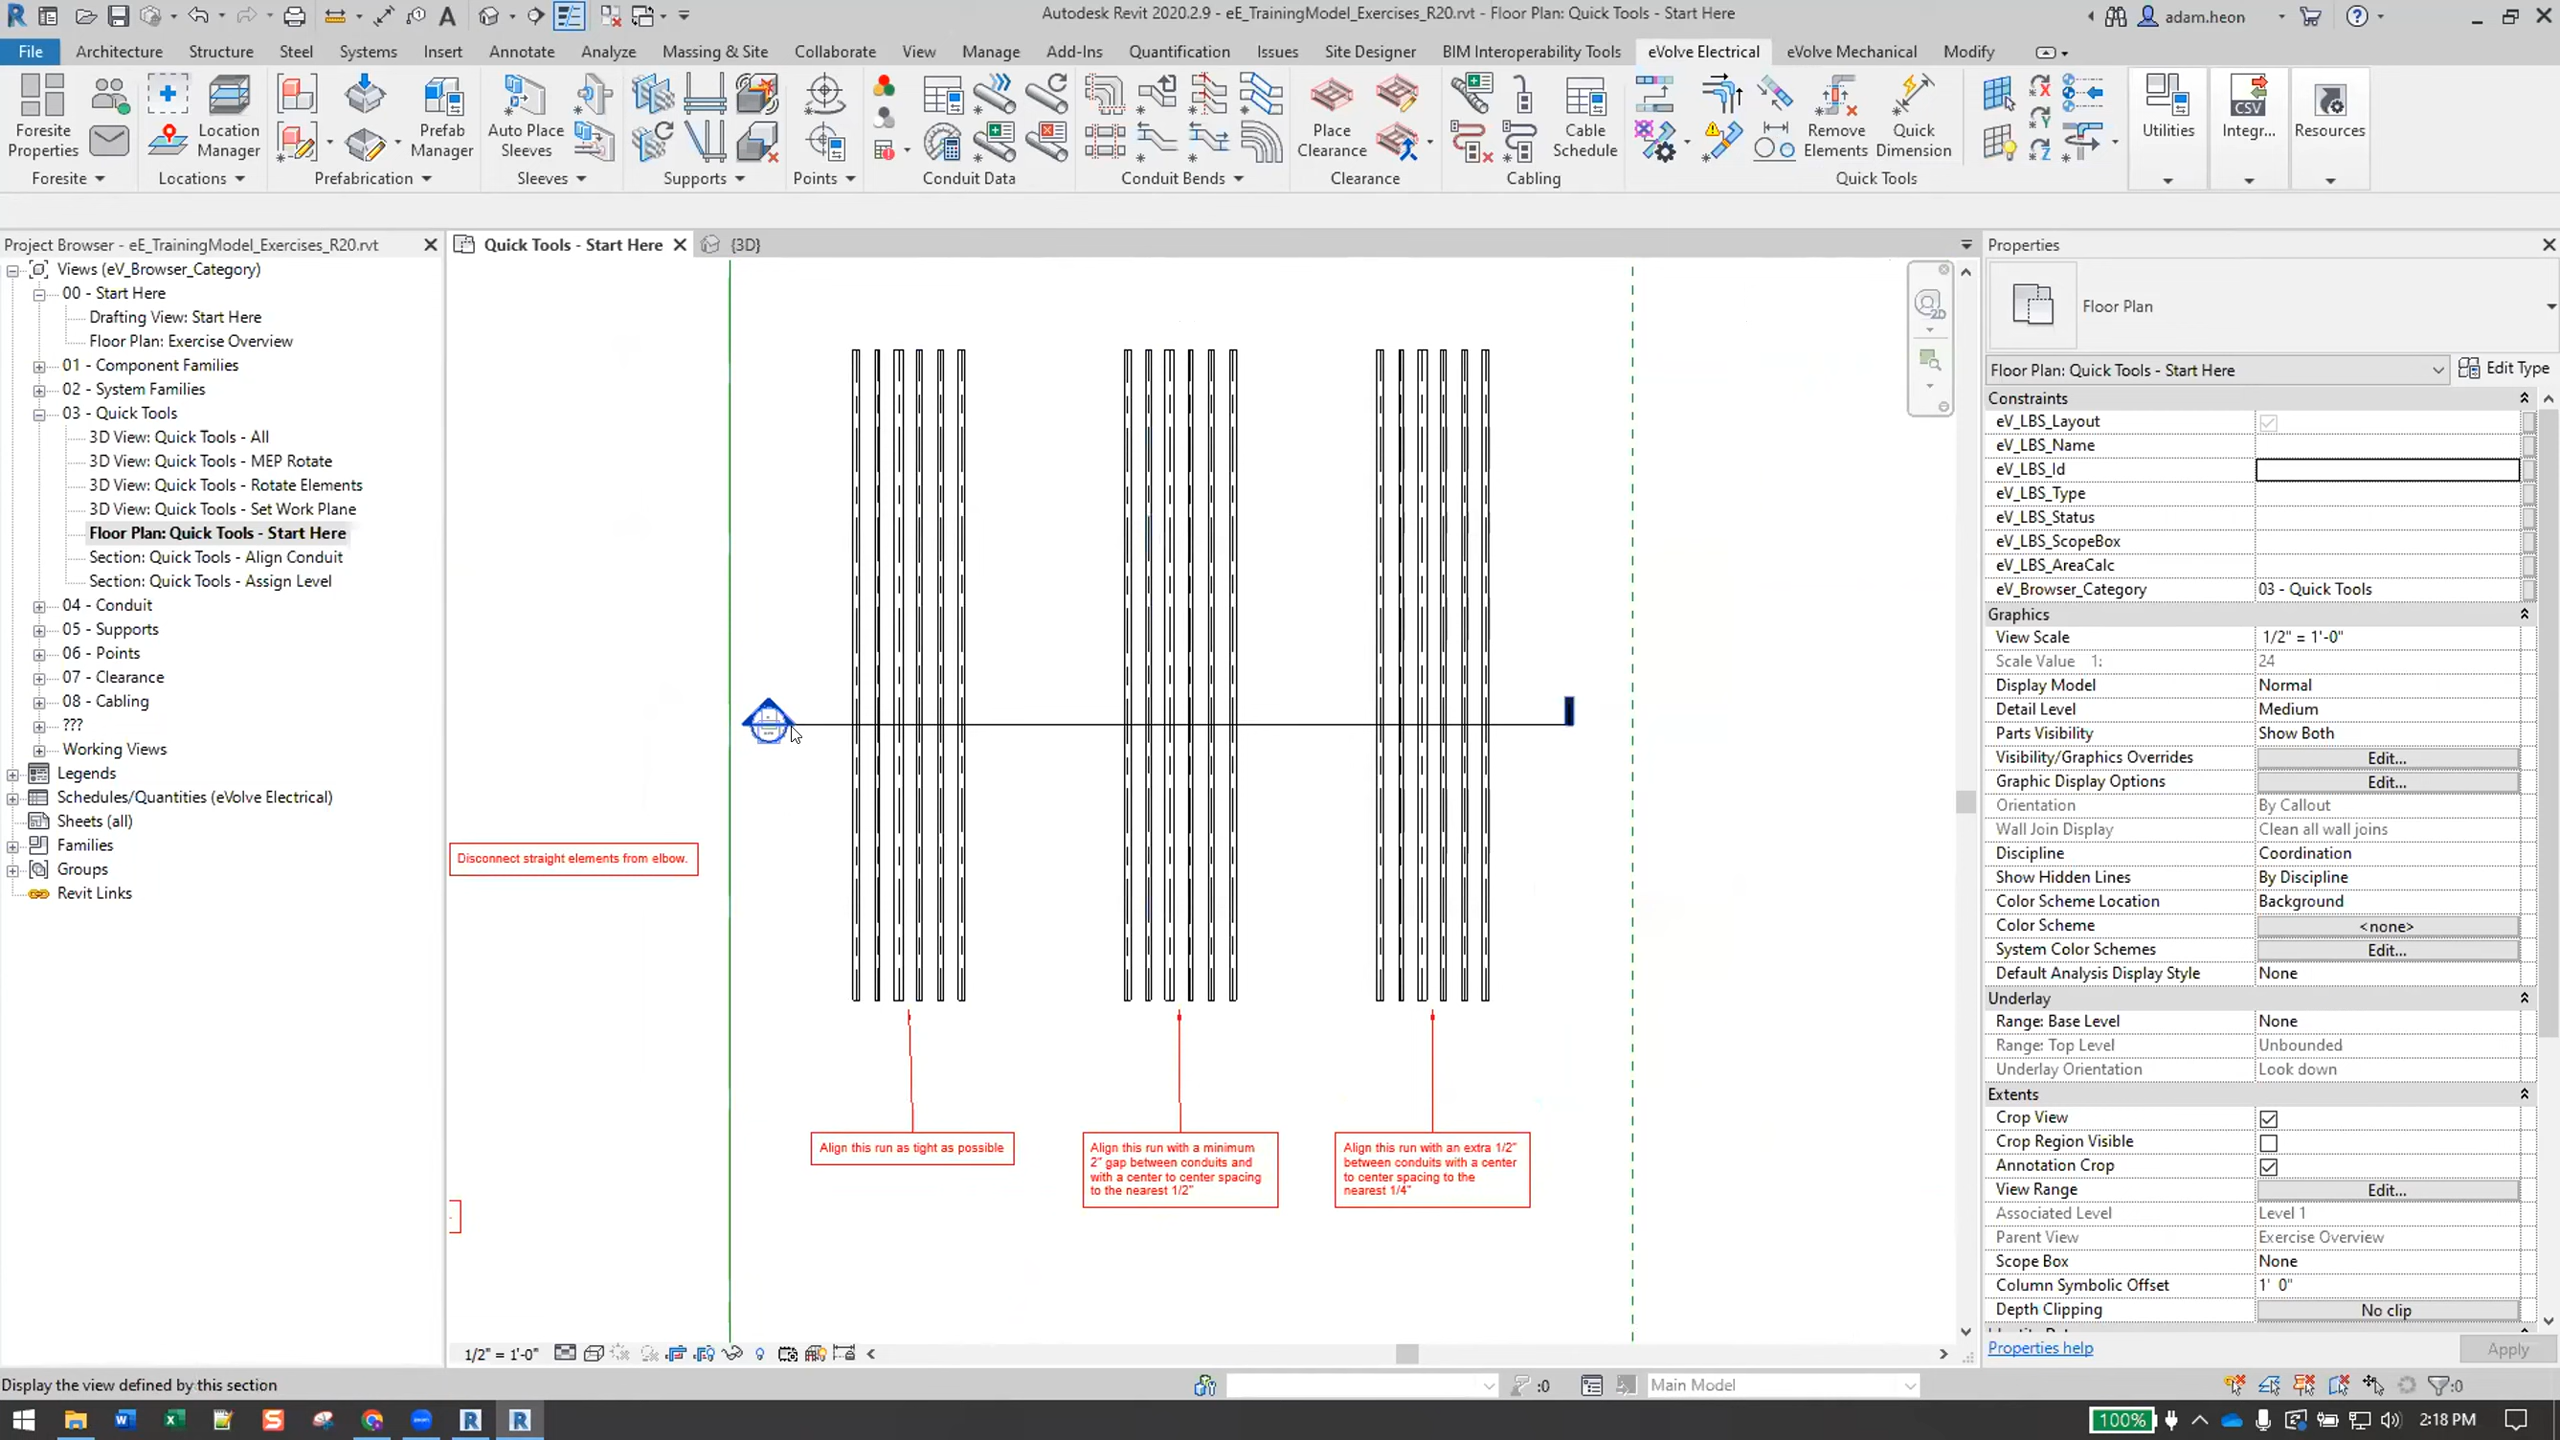 Autodesk Revit 2020.2.9 - eE_TrainingModel_Exercises_R20.rvt - Floor Plan: Quick Tools - Start Here
adam.heon
File
Architecture
Structure
Steel
Systems
Insert
Annotate
Analyze
Massing & Site
Collaborate
View
Manage
Add-Ins
Quantification
Issues
Site Designer
BIM Interoperability Tools
eVolve Electrical
eVolve Mechanical
Modify
Foresite
Properties
Location
Manager
Prefab
Manager
Auto Place
Sleeves
Place
Clearance
Cable
Schedule
Remove
Elements
Quick
Dimension
Utilities
CSV
Integr...
Resources
Foresite
Locations
Prefabrication
Sleeves
Supports
Points
Conduit Data
Conduit Bends
Clearance
Cabling
Quick Tools
Project Browser - eE_TrainingModel_Exercises_R20.rvt
Views (eV_Browser_Category)
00 - Start Here
Drafting View: Start Here
Floor Plan: Exercise Overview
01 - Component Families
02 - System Families
03 - Quick Tools
3D View: Quick Tools - All
3D View: Quick Tools - MEP Rotate
3D View: Quick Tools - Rotate Elements
3D View: Quick Tools - Set Work Plane
Floor Plan: Quick Tools - Start Here
Section: Quick Tools - Align Conduit
Section: Quick Tools - Assign Level
04 - Conduit
05 - Supports
06 - Points
07 - Clearance
08 - Cabling
???
Working Views
Legends
Schedules/Quantities (eVolve Electrical)
Sheets (all)
Families
Groups
Revit Links
Quick Tools - Start Here
{3D}
2D
Disconnect straight elements from elbow.
Align this run as tight as possible
Align this run with a minimum
2" gap between conduits and
with a center to center spacing
to the nearest 1/2"
Align this run with an extra 1/2"
between conduits with a center
to center spacing to the
nearest 1/4"
1/2" = 1'-0"
Properties
Floor Plan
Floor Plan: Quick Tools - Start Here
Edit Type
Constraints
eV_LBS_Layout
eV_LBS_Name
eV_LBS_Id
eV_LBS_Type
eV_LBS_Status
eV_LBS_ScopeBox
eV_LBS_AreaCalc
eV_Browser_Category 03 - Quick Tools
Graphics
View Scale 1/2" = 1'-0"
Scale Value 1: 24
Display Model Normal
Detail Level Medium
Parts Visibility Show Both
Visibility/Graphics Overrides Edit...
Graphic Display Options Edit...
Orientation By Callout
Wall Join Display Clean all wall joins
Discipline Coordination
Show Hidden Lines By Discipline
Color Scheme Location Background
Color Scheme <none>
System Color Schemes Edit...
Default Analysis Display Style None
Underlay
Range: Base Level None
Range: Top Level Unbounded
Underlay Orientation Look down
Extents
Crop View
Crop Region Visible
Annotation Crop
View Range Edit...
Associated Level Level 1
Parent View Exercise Overview
Scope Box None
Column Symbolic Offset 1' 0"
Depth Clipping No clip
Properties help
Apply
Display the view defined by this section
:0
Main Model
:0
100%
2:18 PM